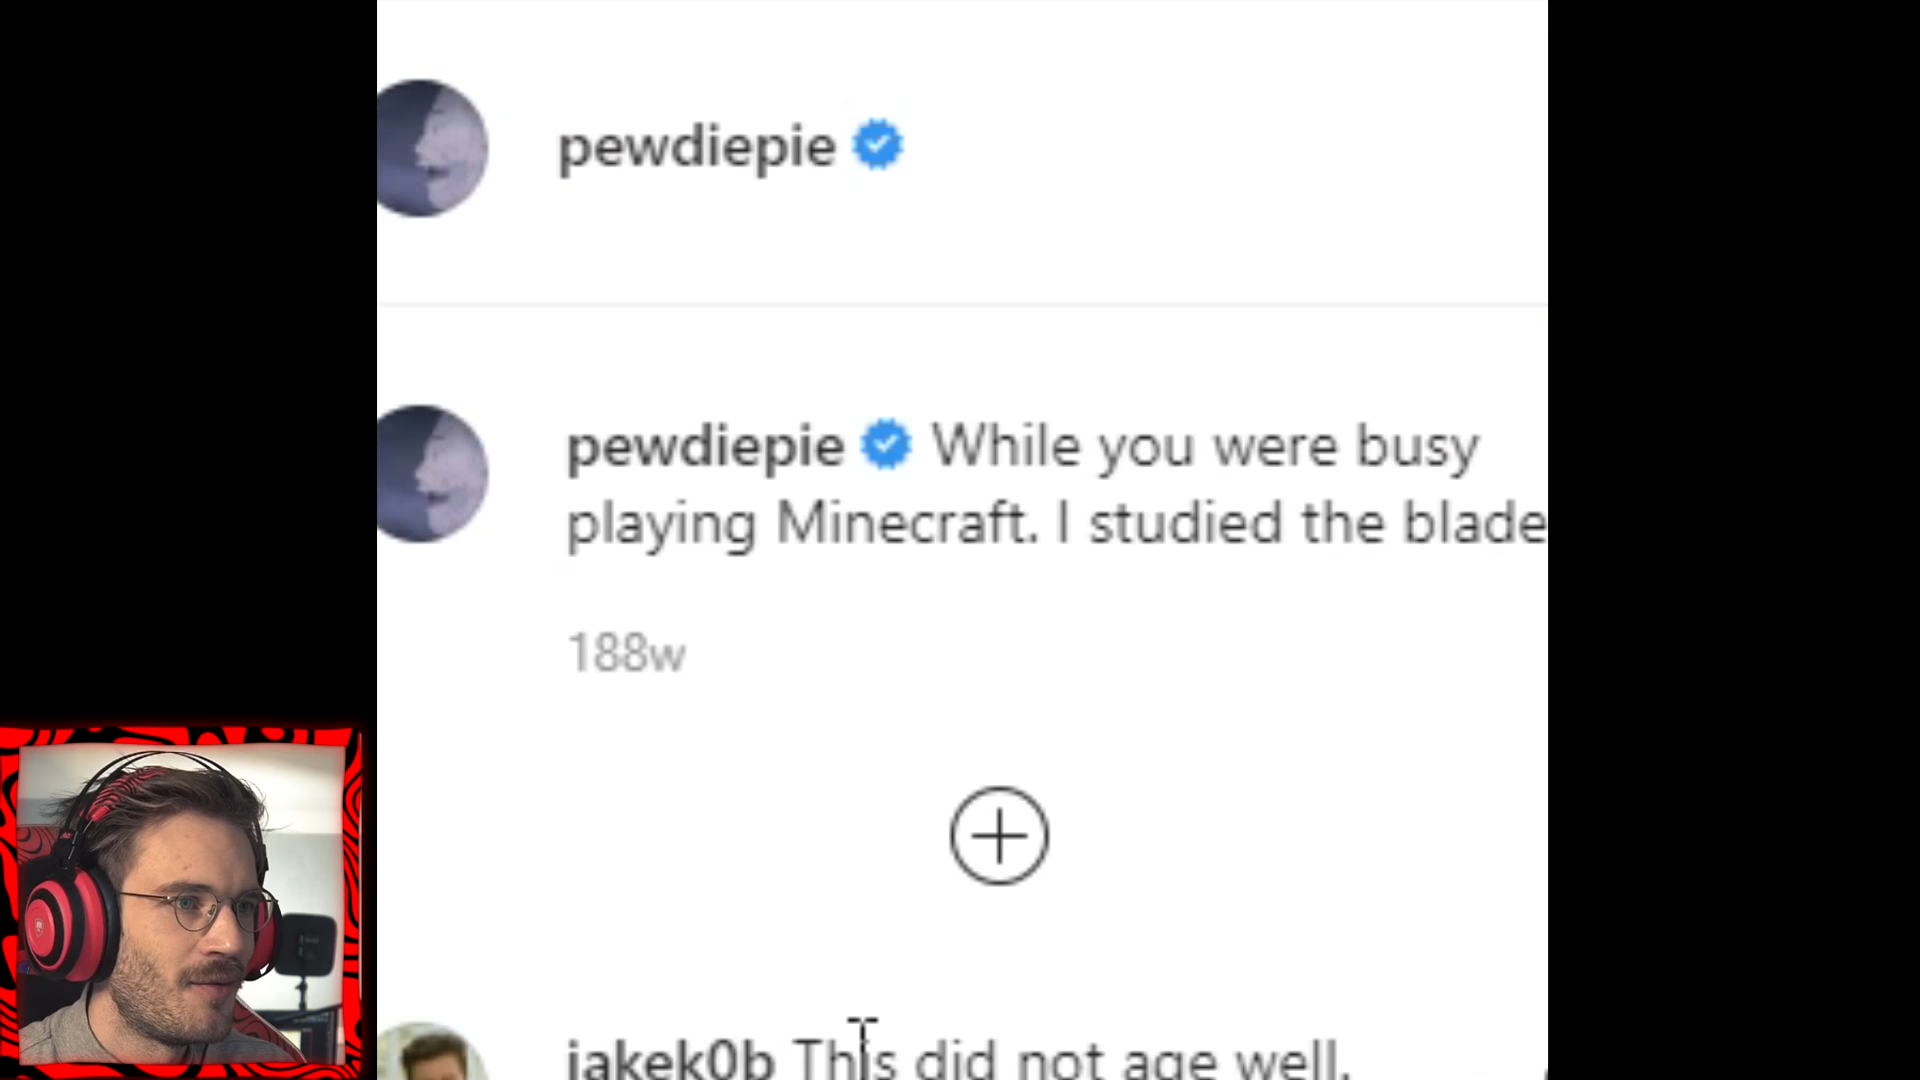 pewdiepie
pewdiepie While you were busy
playing Minecraft. I studied the blade
188w
jakek0b This did not age well.